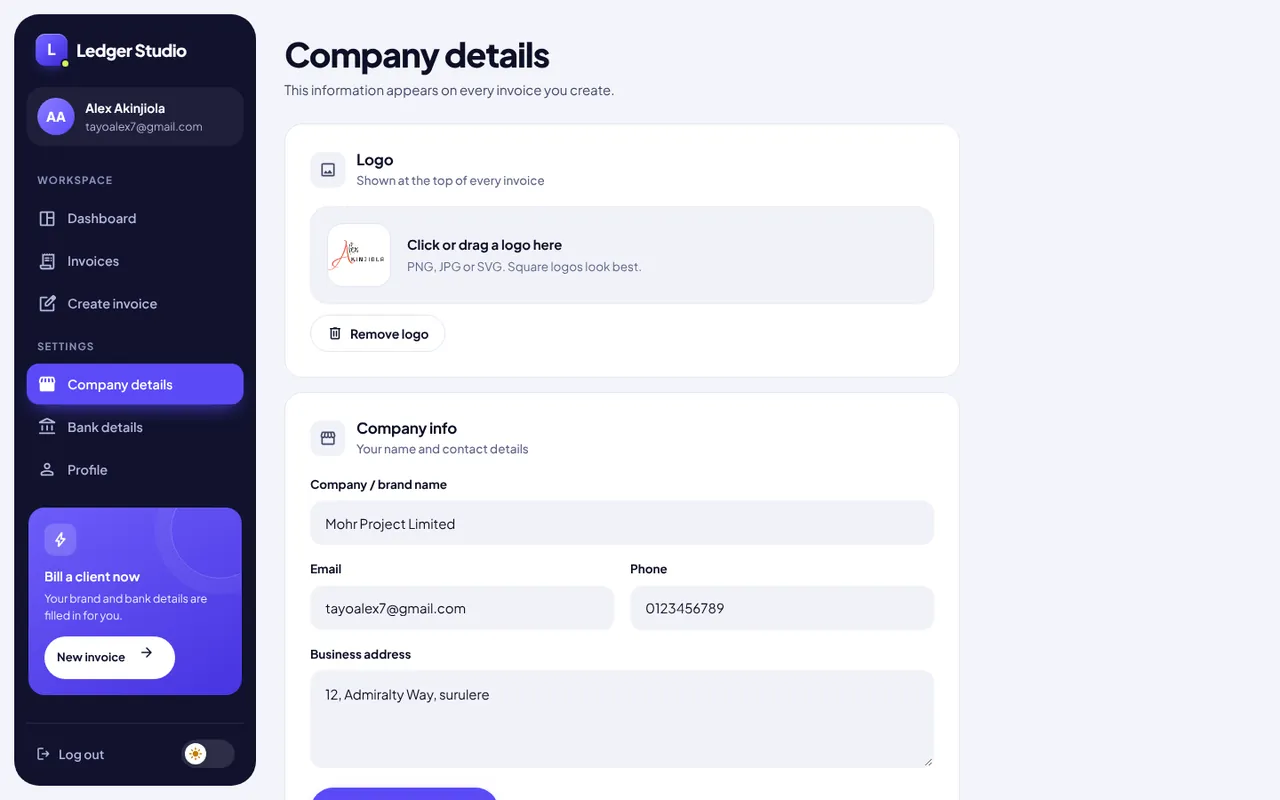 L
Ledger Studio
AA
Alex Akinjiola
tayoalex7@gmail.com
WORKSPACE
Dashboard
Invoices
Create invoice
SETTINGS
Company details
Bank details
Profile
Bill a client now
Your brand and bank details are
filled in for you.
New invoice
Log out
Company details
This information appears on every invoice you create.
Logo
Shown at the top of every invoice
Alex
AKINJIOLA
Click or drag a logo here
PNG, JPG or SVG. Square logos look best.
Remove logo
Company info
Your name and contact details
Company / brand name
Mohr Project Limited
Email
Phone
tayoalex7@gmail.com
0123456789
Business address
12, Admiralty Way, surulere